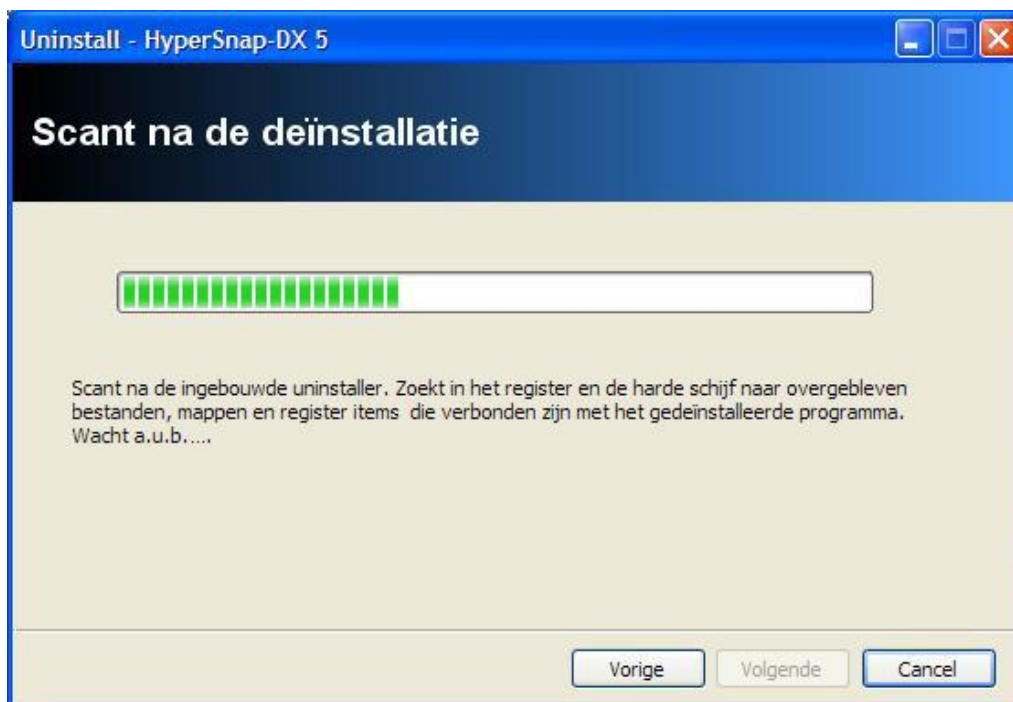 Uninstall - HyperSnap-DX 5
Scant na de deïnstallatie
Scant na de ingebouwde uninstaller. Zoekt in het register en de harde schijf naar overgebleven
bestanden, mappen en register items  die verbonden zijn met het gedeïnstalleerde programma.
Wacht a.u.b.....
Vorige
Volgende
Cancel